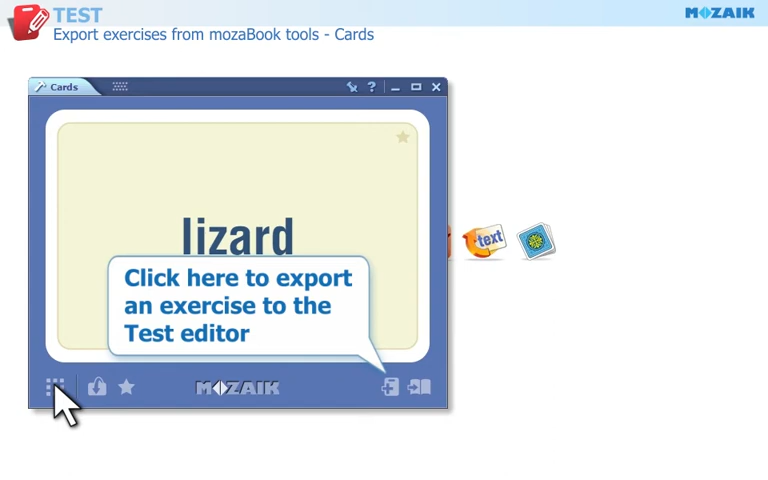 TEST
MOZAIK
Export exercises from mozaBook tools - Cards
Cards
?
lizard
text
Click here to export
an exercise to the
Test editor
MOZAIK